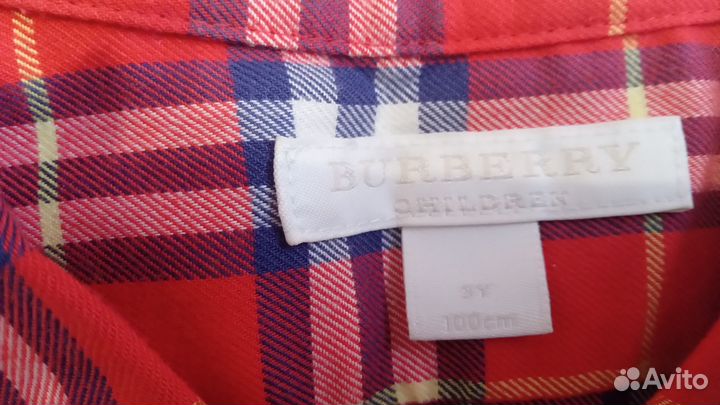 BURBERRY
CHILDREN
3Y
100cm
Avito